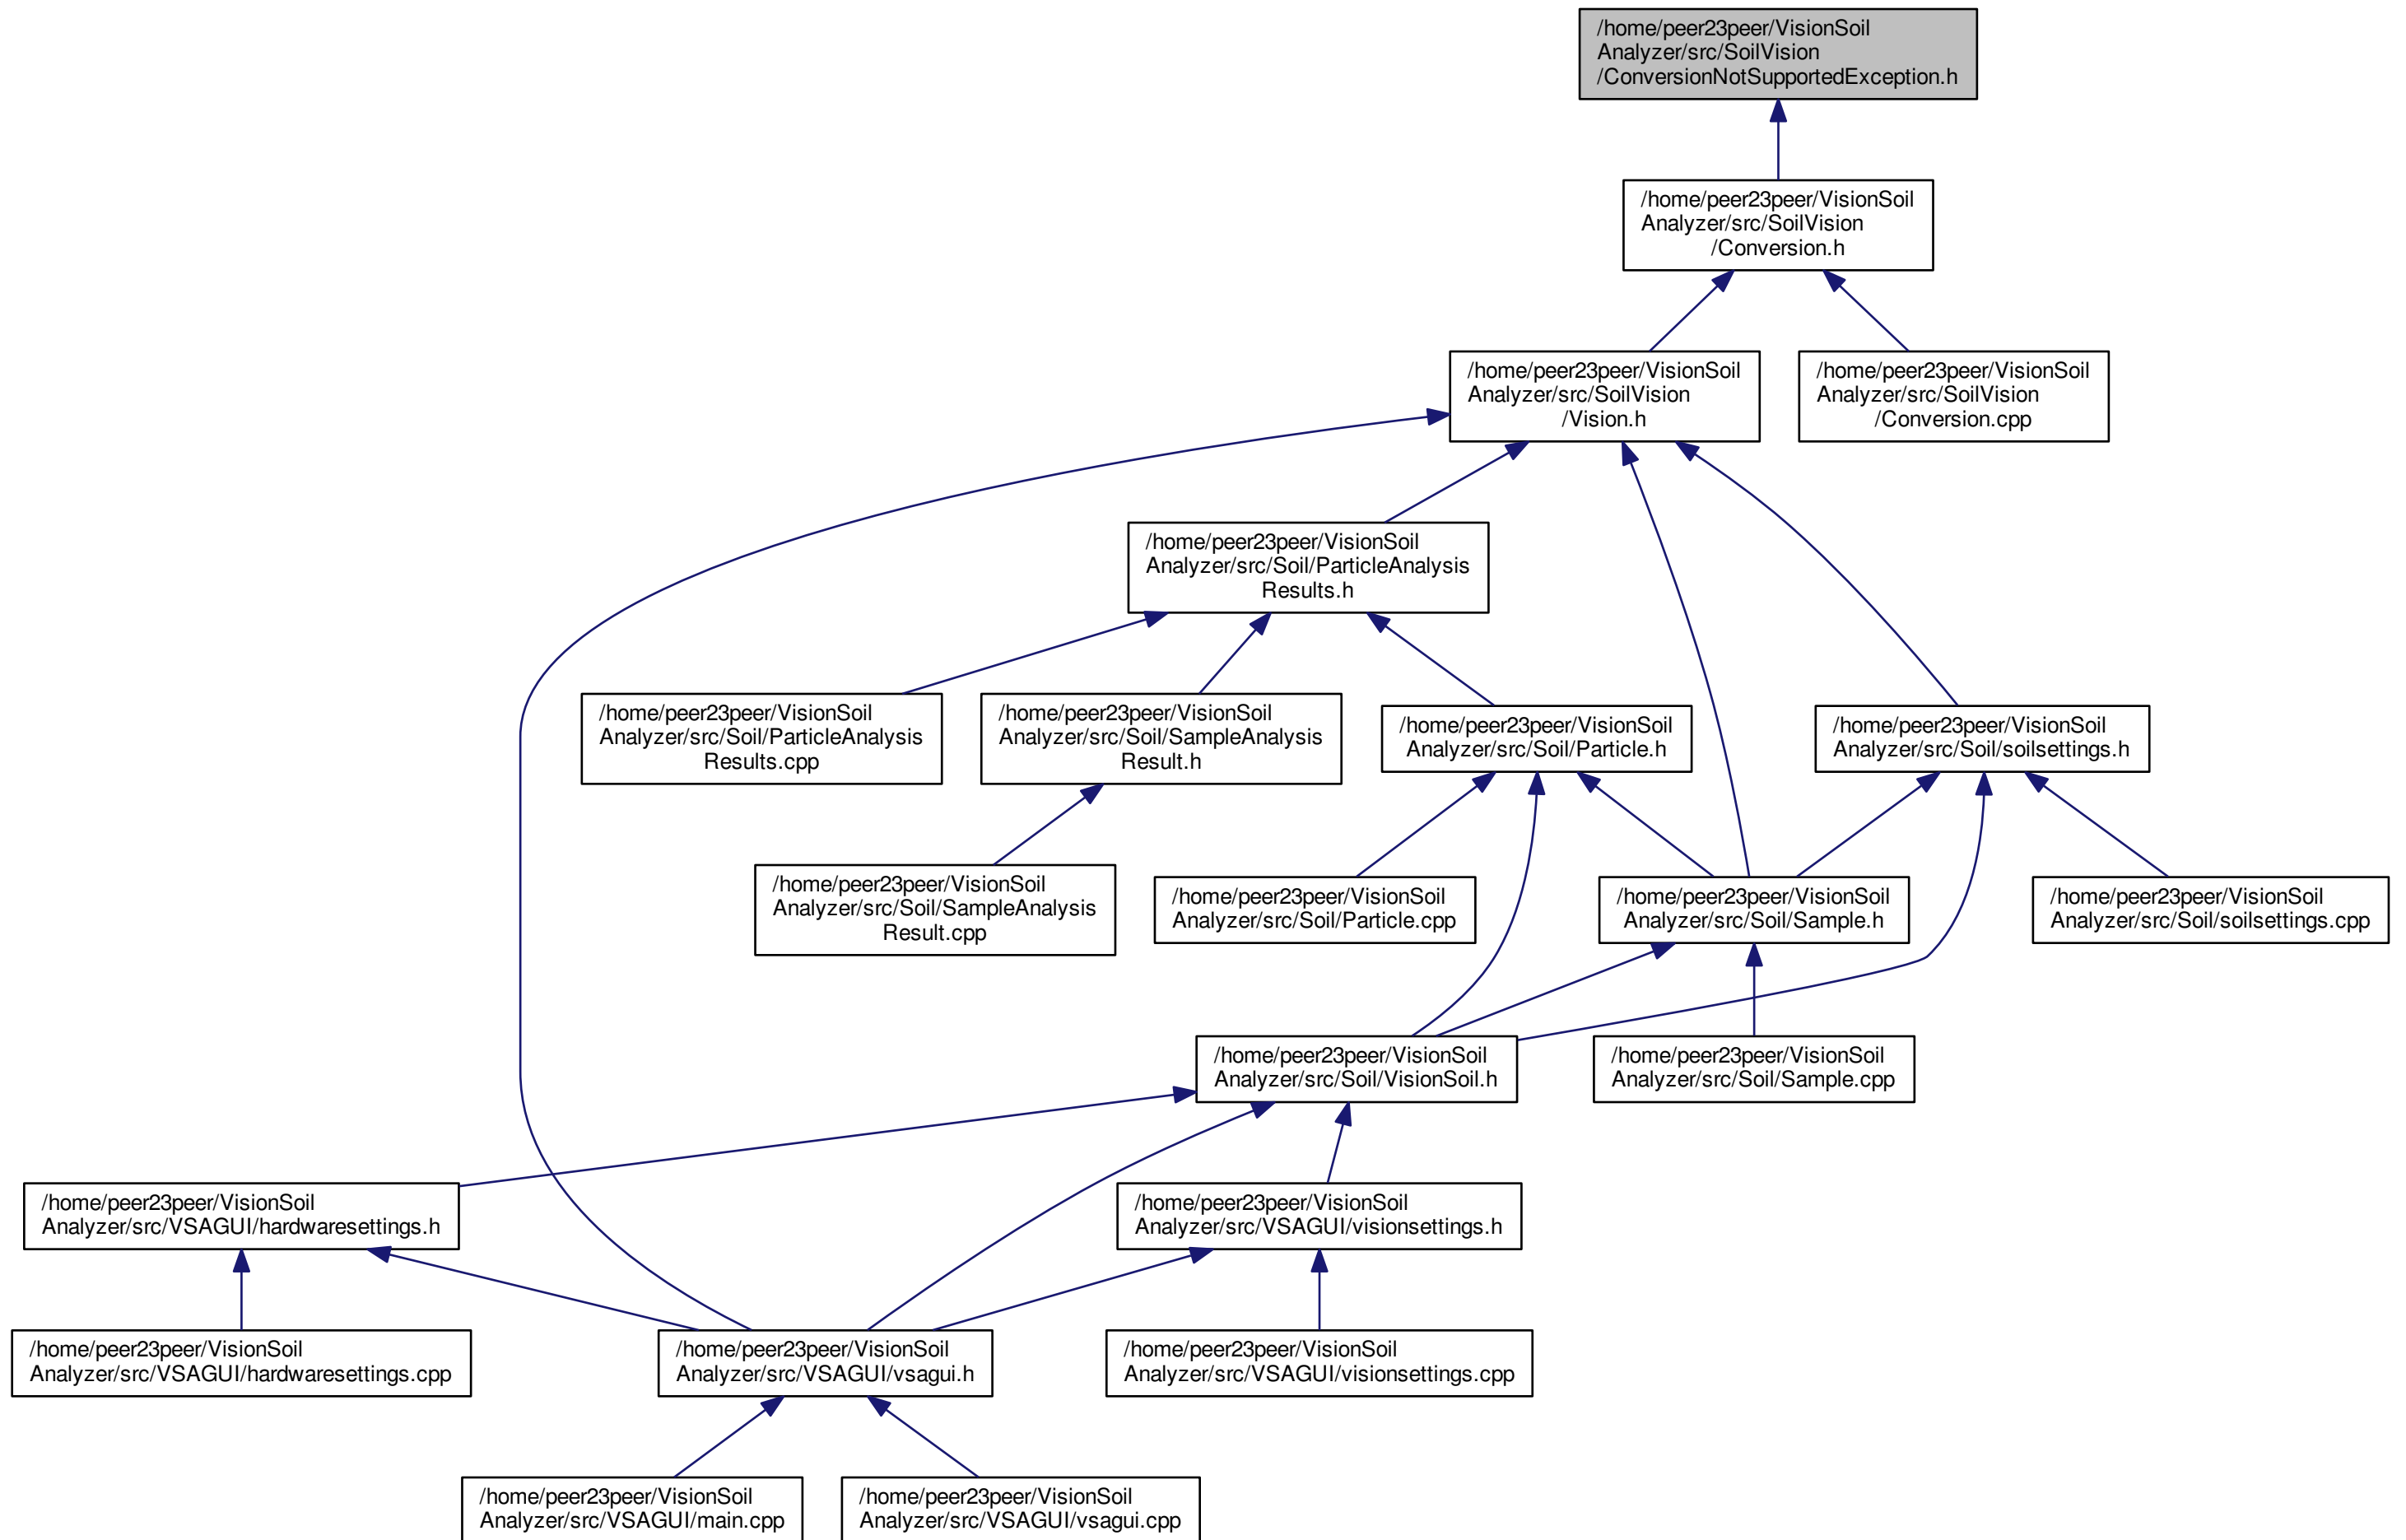 /home/peer23peer/VisionSoil
Analyzer/src/SoilVision
/ConversionNotSupportedException.h
/home/peer23peer/VisionSoil
Analyzer/src/SoilVision
/Conversion.h
/home/peer23peer/VisionSoil
Analyzer/src/SoilVision
/Vision.h
/home/peer23peer/VisionSoil
Analyzer/src/SoilVision
/Conversion.cpp
/home/peer23peer/VisionSoil
Analyzer/src/Soil/ParticleAnalysis
Results.h
/home/peer23peer/VisionSoil
Analyzer/src/Soil/ParticleAnalysis
Results.cpp
/home/peer23peer/VisionSoil
Analyzer/src/Soil/SampleAnalysis
Result.h
/home/peer23peer/VisionSoil
Analyzer/src/Soil/Particle.h
/home/peer23peer/VisionSoil
Analyzer/src/Soil/soilsettings.h
/home/peer23peer/VisionSoil
Analyzer/src/Soil/SampleAnalysis
Result.cpp
/home/peer23peer/VisionSoil
Analyzer/src/Soil/Particle.cpp
/home/peer23peer/VisionSoil
Analyzer/src/Soil/Sample.h
/home/peer23peer/VisionSoil
Analyzer/src/Soil/soilsettings.cpp
/home/peer23peer/VisionSoil
Analyzer/src/Soil/VisionSoil.h
/home/peer23peer/VisionSoil
Analyzer/src/Soil/Sample.cpp
/home/peer23peer/VisionSoil
Analyzer/src/VSAGUI/hardwaresettings.h
/home/peer23peer/VisionSoil
Analyzer/src/VSAGUI/visionsettings.h
/home/peer23peer/VisionSoil
Analyzer/src/VSAGUI/hardwaresettings.cpp
/home/peer23peer/VisionSoil
Analyzer/src/VSAGUI/vsagui.h
/home/peer23peer/VisionSoil
Analyzer/src/VSAGUI/visionsettings.cpp
/home/peer23peer/VisionSoil
Analyzer/src/VSAGUI/main.cpp
/home/peer23peer/VisionSoil
Analyzer/src/VSAGUI/vsagui.cpp